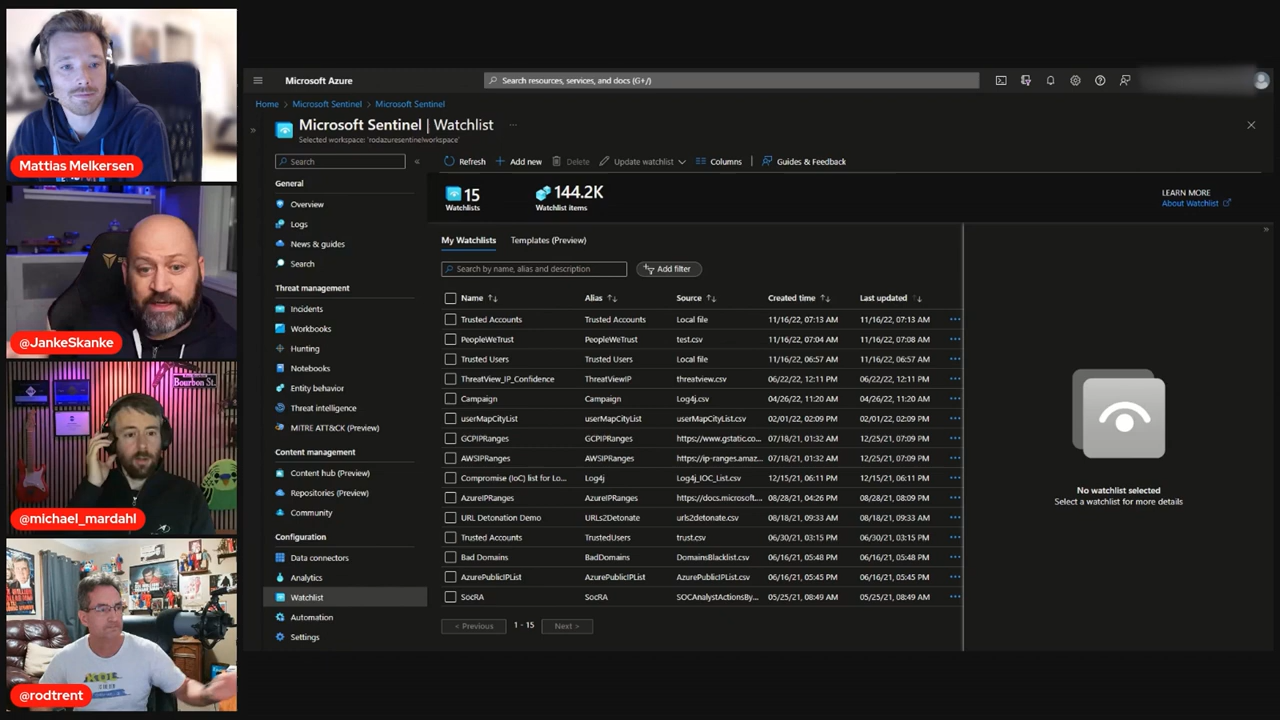 Mattias Melkersen
@JankeSkanke
Bourbon St.
@michael_mardahl
@rodtrent
Microsoft Azure
Search resources, services, and docs (G+/)
Home > Microsoft Sentinel > Microsoft Sentinel
Microsoft Sentinel | Watchlist ...
Selected workspace: 'rodazuresentinelworkspace'
Search
General
Overview
Logs
News & guides
Search
Threat management
Incidents
Workbooks
Hunting
Notebooks
Entity behavior
Threat intelligence
MITRE ATT&CK (Preview)
Content management
Content hub (Preview)
Repositories (Preview)
Community
Configuration
Data connectors
Analytics
Watchlist
Automation
Settings
Refresh + Add new Delete Update watchlist Columns Guides & Feedback
15
Watchlists
144.2K
Watchlist items
LEARN MORE
About Watchlist
My Watchlists Templates (Preview)
Search by name, alias and description Add filter
Name Alias Source Created time Last updated
Trusted Accounts Trusted Accounts Local file 11/16/22, 07:13 AM 11/16/22, 07:13 AM ...
PeopleWeTrust PeopleWeTrust test.csv 11/16/22, 07:04 AM 11/16/22, 07:08 AM ...
Trusted Users Trusted Users Local file 11/16/22, 06:57 AM 11/16/22, 06:57 AM ...
ThreatView_IP_Confidence ThreatViewIP threatview.csv 06/22/22, 12:11 PM 06/22/22, 12:11 PM ...
Campaign Campaign Log4j.csv 04/26/22, 11:20 AM 04/26/22, 11:20 AM ...
userMapCityList userMapCityList userMapCityList.csv 02/01/22, 02:09 PM 02/01/22, 02:09 PM ...
GCPIPRanges GCPIPRanges https://www.gstatic.co... 07/18/21, 01:32 AM 12/25/21, 07:09 PM ...
AWSIPRanges AWSIPRanges https://ip-ranges.amaz... 07/18/21, 01:32 AM 12/25/21, 07:09 PM ...
Compromise (IoC) list for Lo... Log4j Log4j_IOC_List.csv 12/15/21, 06:11 PM 12/15/21, 06:11 PM ...
AzureIPRanges AzureIPRanges https://docs.microsoft... 08/28/21, 04:26 PM 08/28/21, 08:09 PM ...
URL Detonation Demo URLs2Detonate urls2detonate.csv 08/18/21, 09:33 AM 08/18/21, 09:33 AM ...
Trusted Accounts TrustedUsers trust.csv 06/30/21, 03:15 PM 06/30/21, 03:15 PM ...
Bad Domains BadDomains DomainsBlacklist.csv 06/16/21, 05:48 PM 06/16/21, 05:48 PM ...
AzurePublicIPList AzurePublicIPList AzurePublicIPList.csv 06/16/21, 05:45 PM 06/16/21, 05:45 PM ...
SocRA SocRA SOCAnalystActionsBy... 05/25/21, 08:49 AM 05/25/21, 08:49 AM ...
< Previous 1 - 15 Next >
No watchlist selected
Select a watchlist for more details